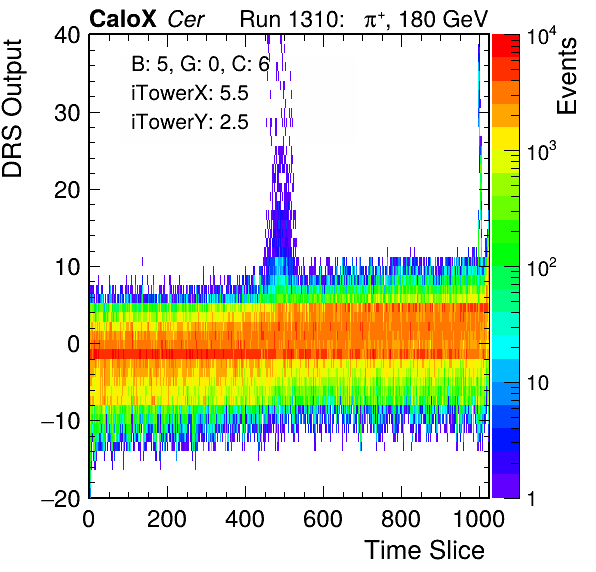 CaloX Cer Run 1310: π⁺, 180 GeV
B: 5, G: 0, C: 6
iTowerX: 5.5
iTowerY: 2.5
DRS Output
40
30
20
10
0
−10
−20
0 200 400 600 800 1000
Time Slice
Events
10⁴
10³
10²
10
1